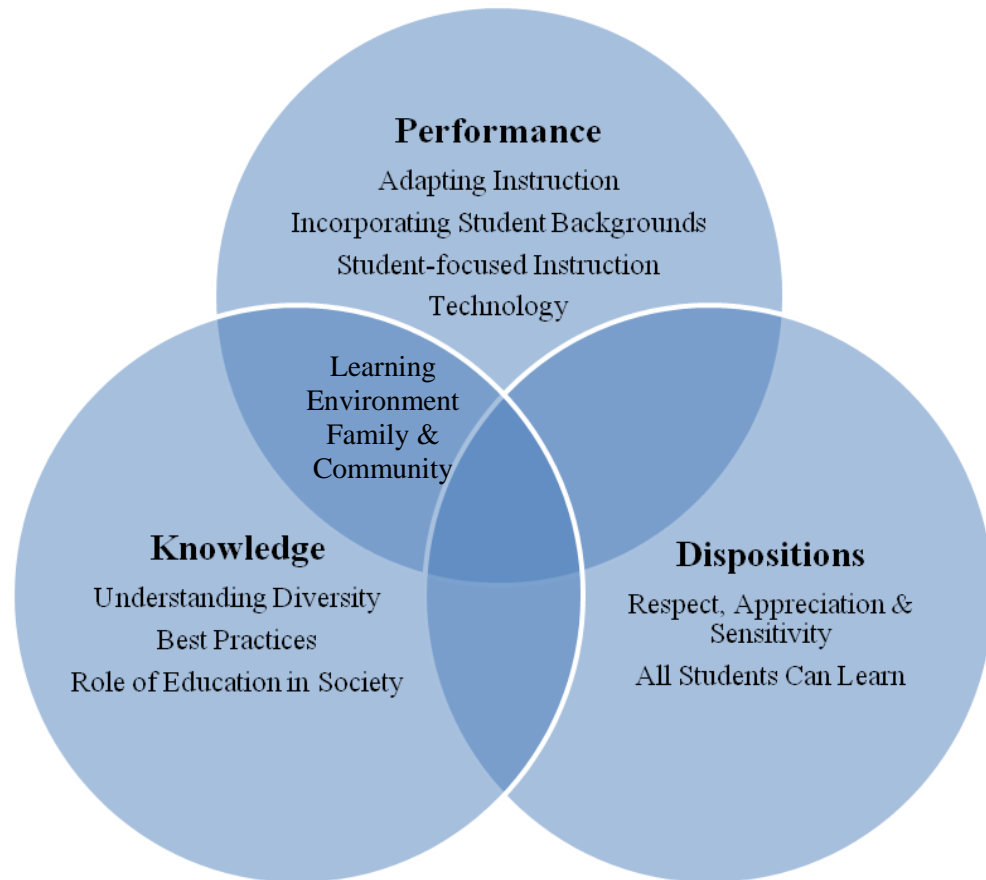 Performance
Adapting Instruction
Incorporating Student Backgrounds
Student-focused Instruction
Technology
Learning
Environment
Family &
Community
Knowledge
Understanding Diversity
Best Practices
Role of Education in Society
Dispositions
Respect, Appreciation &
Sensitivity
All Students Can Learn